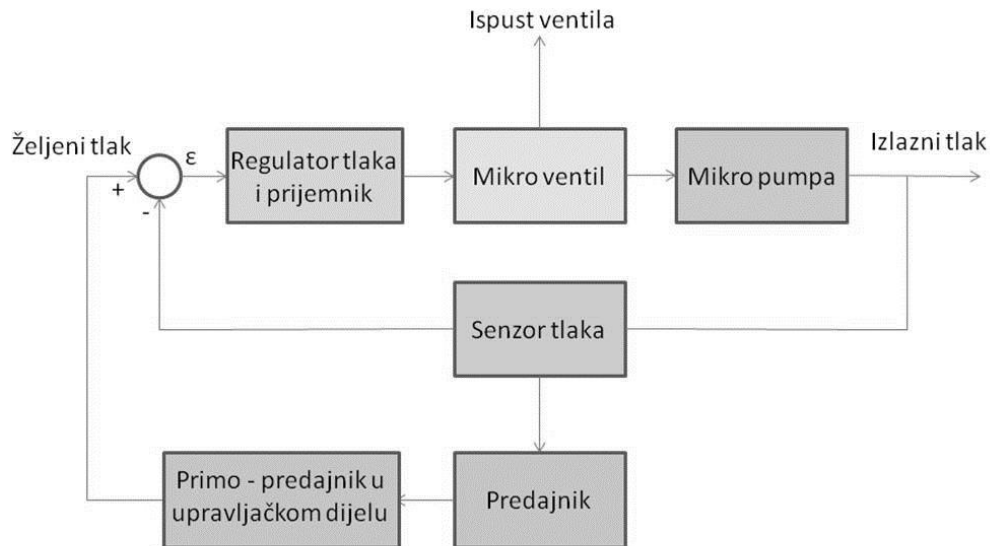 Ispust ventila
Željeni tlak
+
-
ε
Regulator tlaka
i prijemnik
Mikro ventil
Mikro pumpa
Izlazni tlak
Senzor tlaka
Primo - predajnik u
upravljačkom dijelu
Predajnik